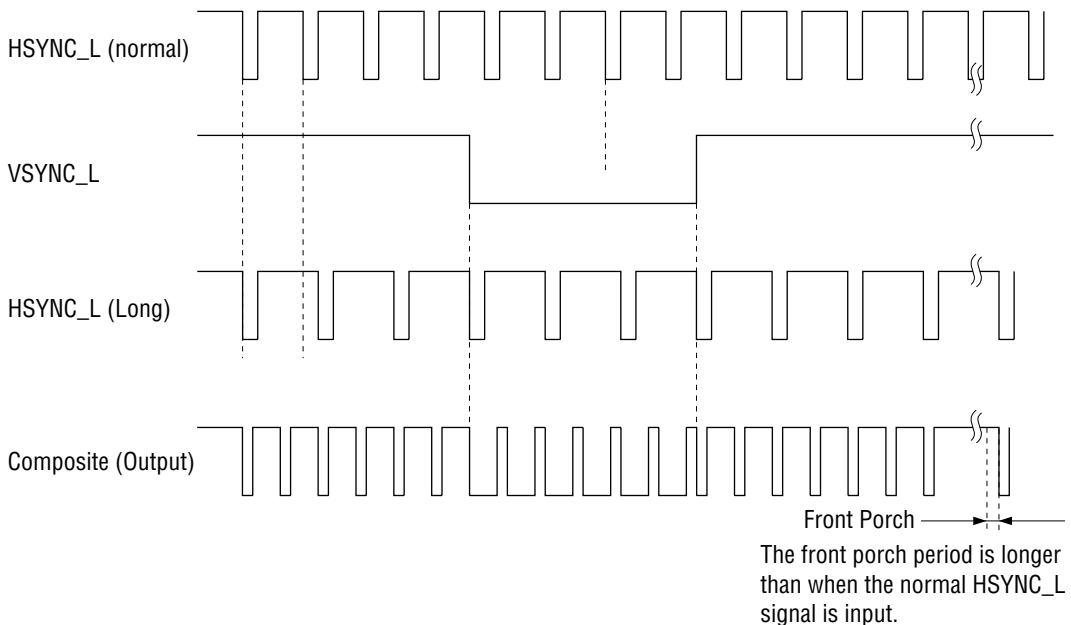 HSYNC_L (normal)
VSYNC_L
HSYNC_L (Long)
Composite (Output)
Front Porch
The front porch period is longer
than when the normal HSYNC_L
signal is input.